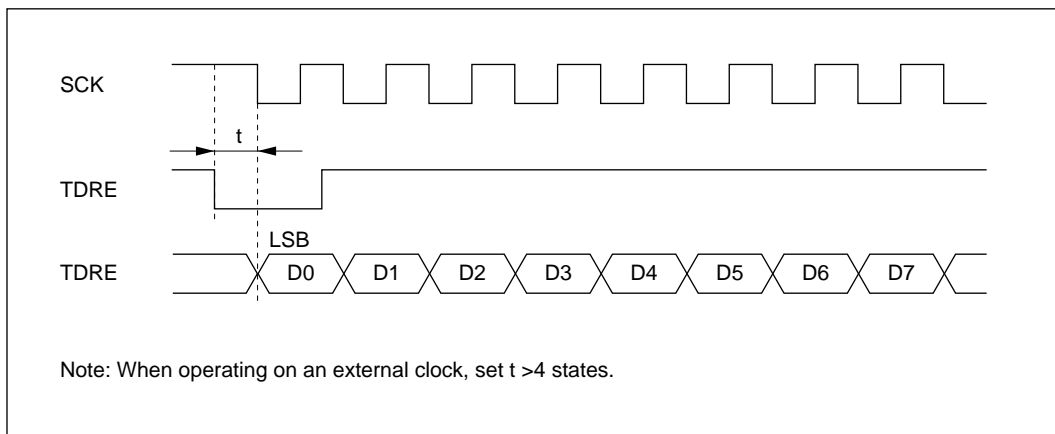 SCK
t
TDRE
LSB
TDRE
D0 D1 D2 D3 D4 D5 D6 D7
Note: When operating on an external clock, set t >4 states.